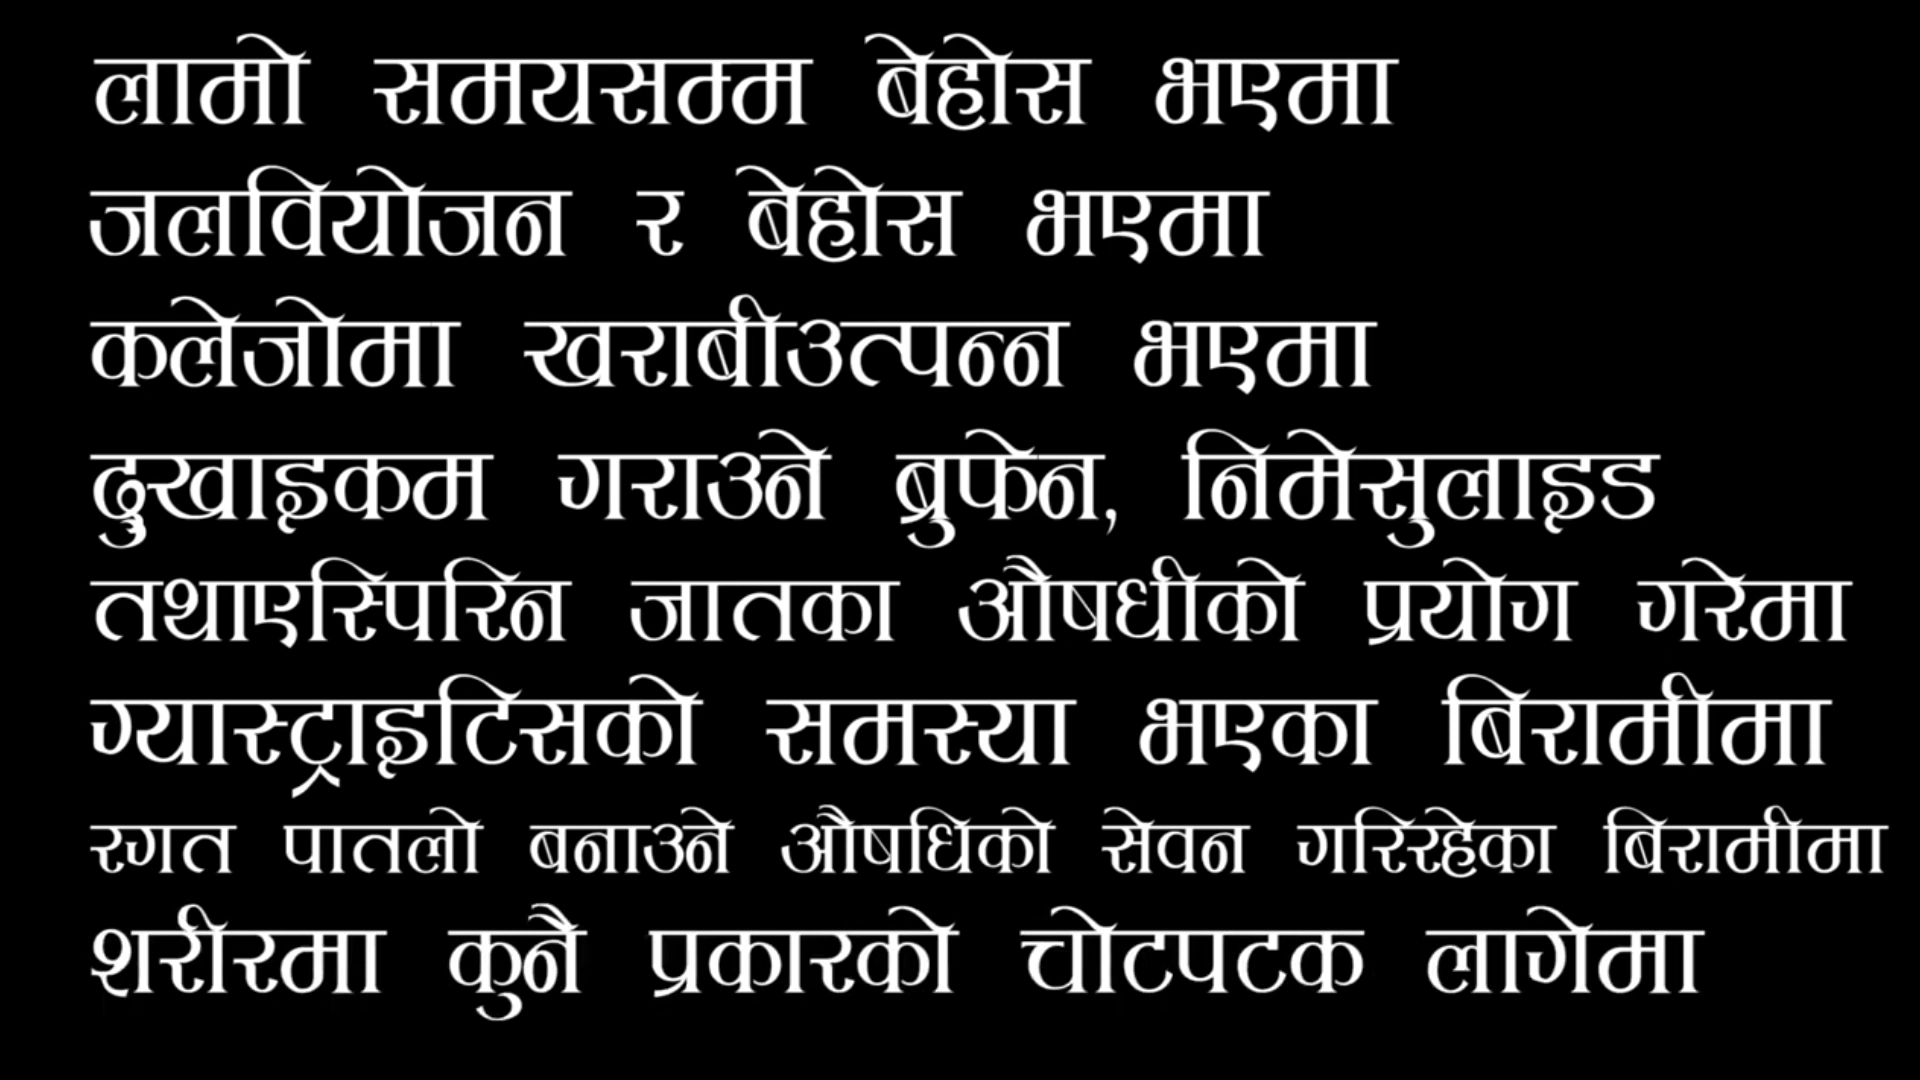 लामो समयसम्म बेहोस भएमा
जलवियोजन र बेहोस भएमा
कलेजोमा खराबीउत्पन्न भएमा
दुखाइकम गराउने ब्रुफेन, निमेसुलाइड
तथाएस्पिरिन जातका औषधीको प्रयोग गरेमा
ग्यास्ट्राइटिसको समस्या भएका बिरामीमा
रगत पातलो बनाउने औषधिको सेवन गरिरहेका बिरामीमा
शरीरमा कुनै प्रकारको चोटपटक लागेमा